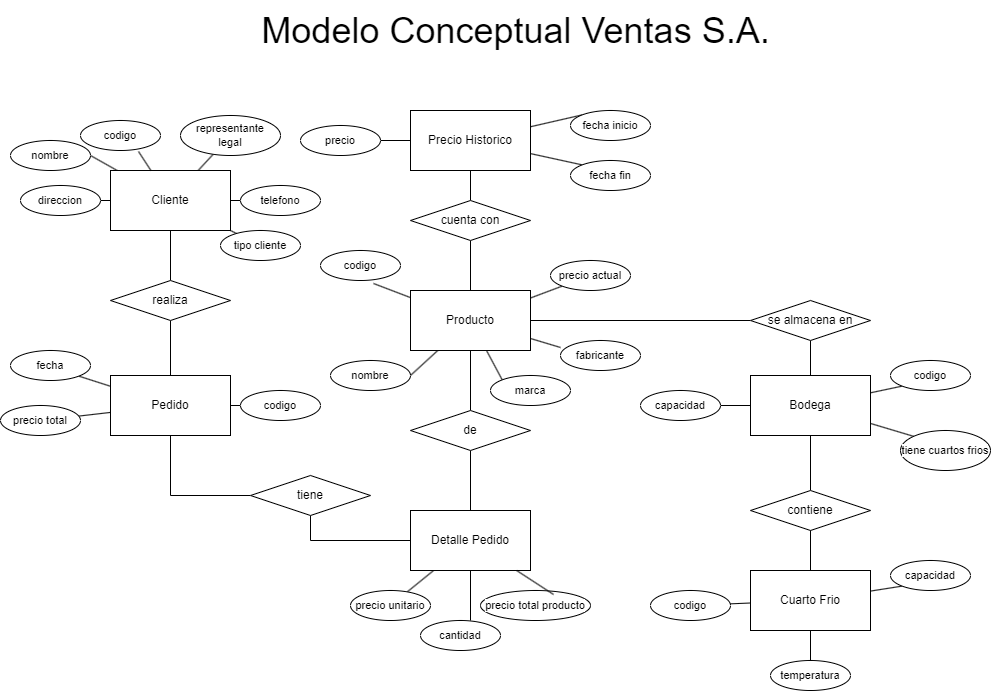 Modelo Conceptual Ventas S.A.
codigo
representante
legal
nombre
direccion
Cliente
telefono
tipo cliente
precio
Precio Historico
fecha inicio
fecha fin
cuenta con
realiza
codigo
precio actual
Producto
se almacena en
nombre
marca
fabricante
fecha
precio total
Pedido
codigo
de
capacidad
Bodega
codigo
tiene cuartos frios
tiene
contiene
Detalle Pedido
precio unitario
cantidad
precio total producto
codigo
Cuarto Frio
capacidad
temperatura